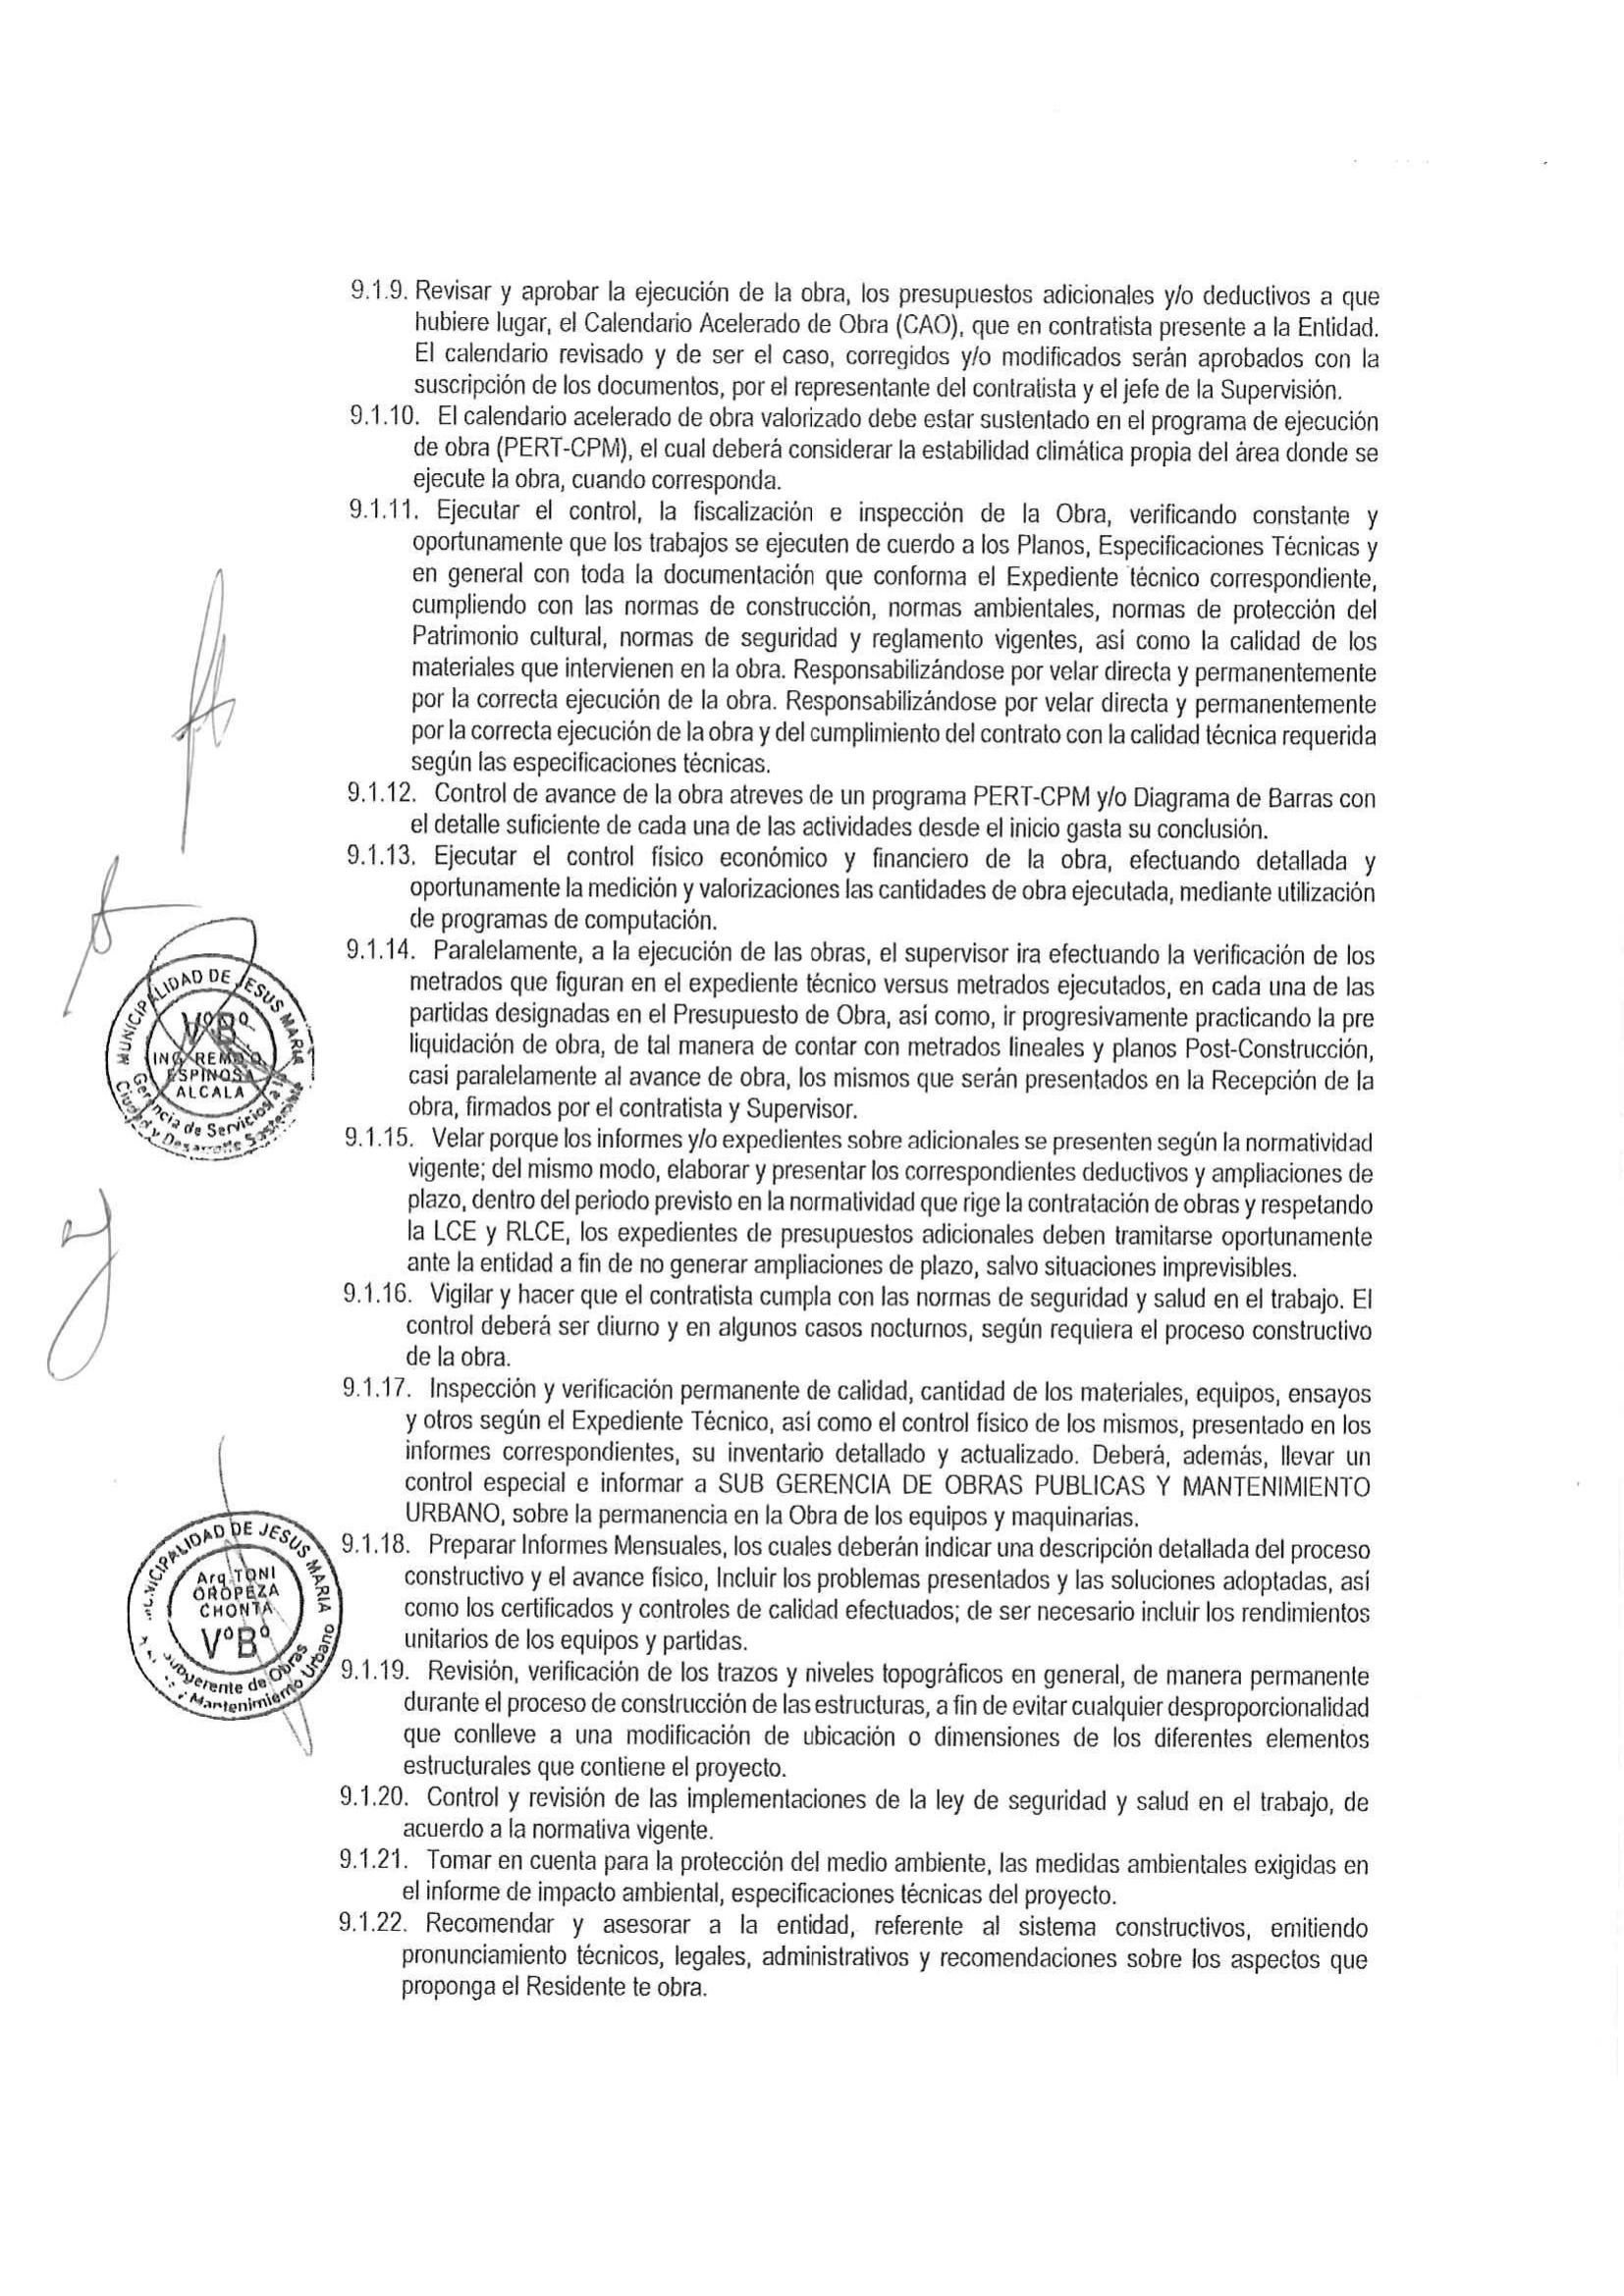 9.1.9. Revisar y aprobar la ejecución de la obra, los presupuestos adicionales y/o deductivos a que
hubiere lugar, el Calendario Acelerado de Obra (CAO), que en contratista presente a la Entidad.
El calendario revisado y de ser el caso, corregidos y/o modificados serán aprobados con la
suscripción de los documentos, por el representante del contratista y el jefe de la Supervisión.
9.1.10. El calendario acelerado de obra valorizado debe estar sustentado en el programa de ejecución
de obra (PERT-CPM), el cual deberá considerar la estabilidad climática propia del área donde se
ejecute la obra, cuando corresponda.
9.1.11. Ejecutar el control, la fiscalización e inspección de la Obra, verificando constante y
oportunamente que los trabajos se ejecuten de cuerdo a los Planos, Especificaciones Técnicas y
en general con toda la documentación que conforma el Expediente técnico correspondiente,
cumpliendo con las normas de construcción, normas ambientales, normas de protección del
Patrimonio cultural, normas de seguridad y reglamento vigentes, así como la calidad de los
materiales que intervienen en la obra. Responsabilizándose por velar directa y permanentemente
por la correcta ejecución de la obra. Responsabilizándose por velar directa y permanentemente
por la correcta ejecución de la obra y del cumplimiento del contrato con la calidad técnica requerida
según las especificaciones técnicas.
9.1.12. Control de avance de la obra atreves de un programa PERT-CPM y/o Diagrama de Barras con
el detalle suficiente de cada una de las actividades desde el inicio gasta su conclusión.
9.1.13. Ejecutar el control físico económico y financiero de la obra, efectuando detallada y
oportunamente la medición y valorizaciones las cantidades de obra ejecutada, mediante utilización
de programas de computación.
9.1.14. Paralelamente, a la ejecución de las obras, el supervisor ira efectuando la verificación de los
metrados que figuran en el expediente técnico versus metrados ejecutados, en cada una de las
partidas designadas en el Presupuesto de Obra, así como, ir progresivamente practicando la pre
liquidación de obra, de tal manera de contar con metrados lineales y planos Post-Construcción,
casi paralelamente al avance de obra, los mismos que serán presentados en la Recepción de la
obra, firmados por el contratista y Supervisor.
9.1.15. Velar porque los informes y/o expedientes sobre adicionales se presenten según la normatividad
vigente; del mismo modo, elaborar y presentar los correspondientes deductivos y ampliaciones de
plazo, dentro del periodo previsto en la normatividad que rige la contratación de obras y respetando
la LCE y RLCE, los expedientes de presupuestos adicionales deben tramitarse oportunamente
ante la entidad a fin de no generar ampliaciones de plazo, salvo situaciones imprevisibles.
9.1.16. Vigilar y hacer que el contratista cumpla con las normas de seguridad y salud en el trabajo. El
control deberá ser diurno y en algunos casos nocturnos, según requiera el proceso constructivo
de la obra.
9.1.17. Inspección y verificación permanente de calidad, cantidad de los materiales, equipos, ensayos
y otros según el Expediente Técnico, así como el control físico de los mismos, presentado en los
informes correspondientes, su inventario detallado y actualizado. Deberá, además, llevar un
control especial e informar a SUB GERENCIA DE OBRAS PUBLICAS Y MANTENIMIENTO
URBANO, sobre la permanencia en la Obra de los equipos y maquinarias.
9.1.18. Preparar Informes Mensuales, los cuales deberán indicar una descripción detallada del proceso
constructivo y el avance físico, Incluir los problemas presentados y las soluciones adoptadas, así
como los certificados y controles de calidad efectuados; de ser necesario incluir los rendimientos
unitarios de los equipos y partidas.
9.1.19. Revisión, verificación de los trazos y niveles topográficos en general, de manera permanente
durante el proceso de construcción de las estructuras, a fin de evitar cualquier desproporcionalidad
que conlleve a una modificación de ubicación o dimensiones de los diferentes elementos
estructurales que contiene el proyecto.
9.1.20. Control y revisión de las implementaciones de la ley de seguridad y salud en el trabajo, de
acuerdo a la normativa vigente.
9.1.21. Tomar en cuenta para la protección del medio ambiente, las medidas ambientales exigidas en
el informe de impacto ambiental, especificaciones técnicas del proyecto.
9.1.22. Recomendar y asesorar a la entidad, referente al sistema constructivos, emitiendo
pronunciamiento técnicos, legales, administrativos y recomendaciones sobre los aspectos que
proponga el Residente te obra.
MUNICIPALIDAD DE JESUS MARIA
VºBº
ESPINOSA
ALCALA
Gerencia de Servicios a la
Ciudad y Desarrollo Sostenible
MUNICIPALIDAD DE JESUS MARIA
Arq. TONI
OROPEZA
CHONTA
VºBº
Subgerente de Obras
Mantenimiento Urbano